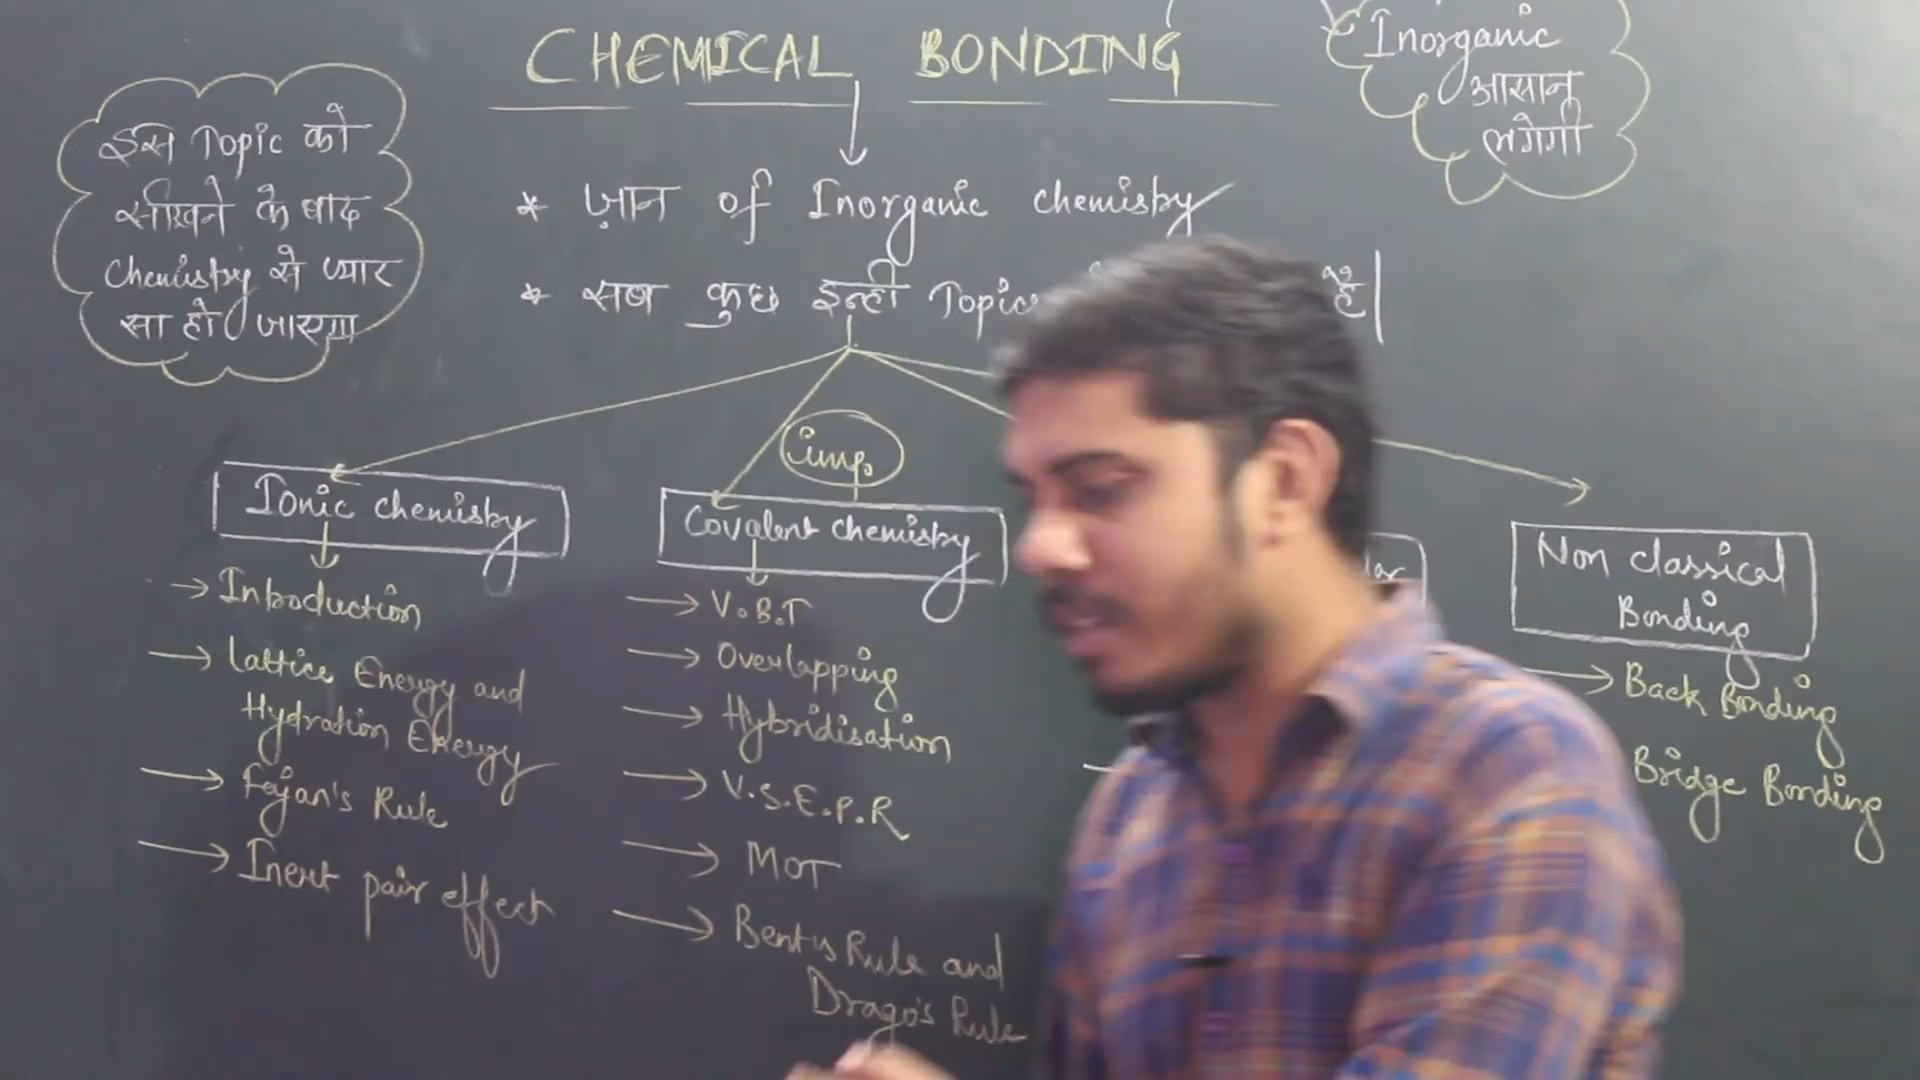 CHEMICAL BONDING
Inorganic
आसान
लगेगी
इस Topic को
सीखने के बाद
Chemistry से प्यार
सा हो जाएगा
* ज़ान of Inorganic chemistry
* सब कुछ इन्ही Topic है|
imp.
Ionic chemistry
→ Introduction
→ Lattice Energy and
Hydration Energy
→ Fajan's Rule
→ Inert pair effect
Covalent chemistry
→ V.B.T
→ Overlapping
→ Hybridisation
→ V.S.E.P.R
→ MOT
→ Bent's Rule and
Drago's Rule
Non classical
Bonding
→ Back Bonding
Bridge Bonding